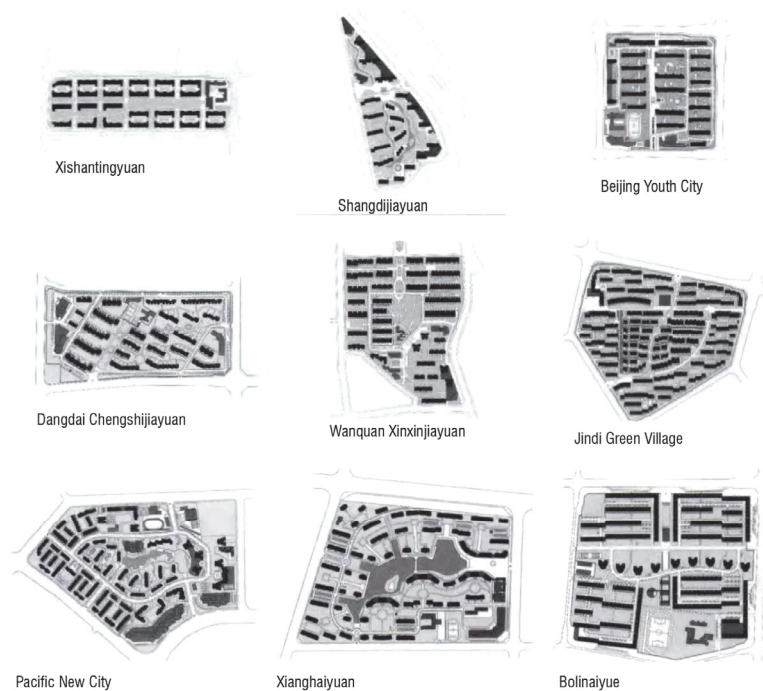 Xishantingyuan
Shangdijiayuan
Beijing Youth City
Dangdai Chengshijiayuan
Wanquan Xinxinjiayuan
Jindi Green Village
Pacific New City
Xianghaiyuan
Bolinaiyue